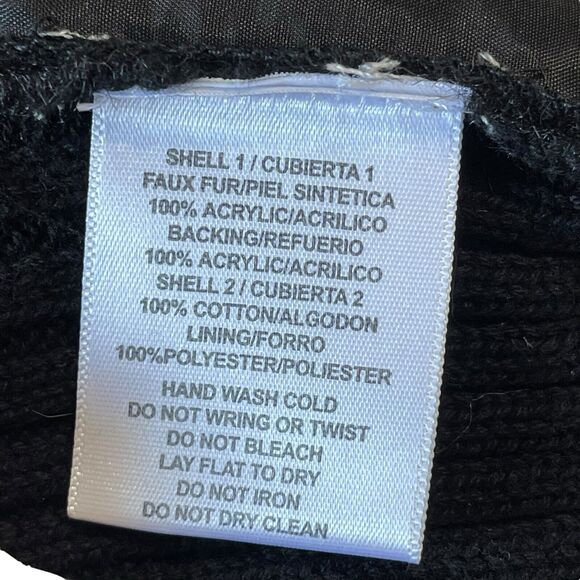 SHELL 1 / CUBIERTA 1
FAUX FUR/PIEL SINTETICA
100% ACRYLIC/ACRILICO
BACKING/REFUERIO
100% ACRYLIC/ACRILICO
SHELL 2 / CUBIERTA 2
100% COTTON/ALGODON
LINING/FORRO
100%POLYESTER/POLIESTER
HAND WASH COLD
DO NOT WRING OR TWIST
DO NOT BLEACH
LAY FLAT TO DRY
DO NOT IRON
DO NOT DRY CLEAN